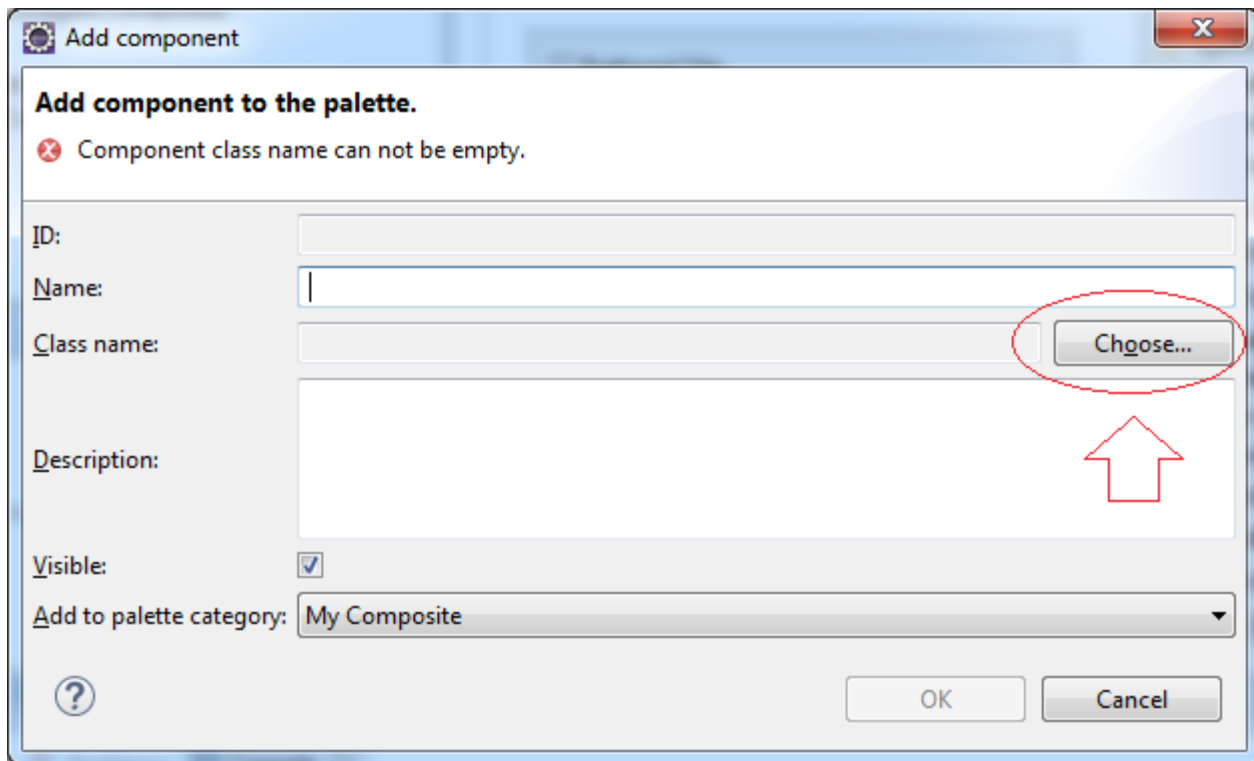 Add component
Add component to the palette.
Component class name can not be empty.
ID:
Name:
Class name:
Choose...
Description:
Visible:
Add to palette category:
My Composite
OK
Cancel